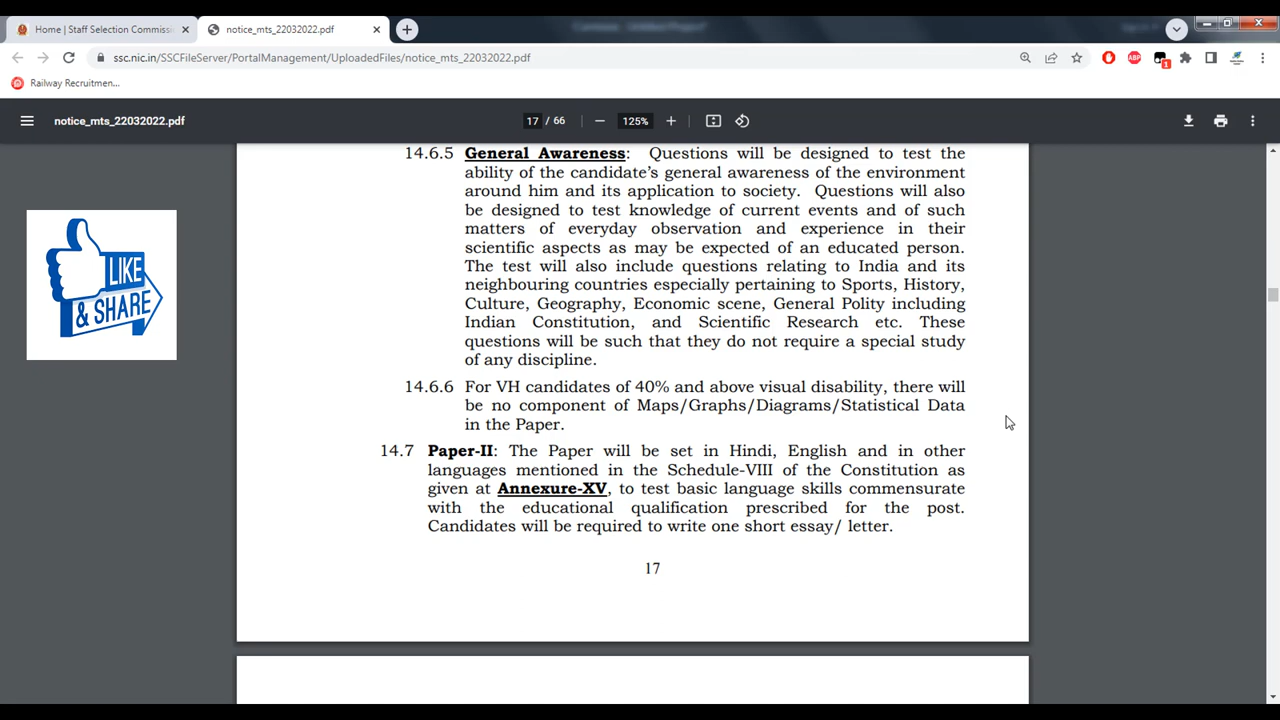 Home | Staff Selection Commiss
notice_mts_22032022.pdf
ssc.nic.in/SSCFileServer/PortalManagement/UploadedFiles/notice_mts_22032022.pdf
ABP
1
Railway Recruitmen...
notice_mts_22032022.pdf
17 / 66
125%
14.6.5 General Awareness: Questions will be designed to test the
ability of the candidate's general awareness of the environment
around him and its application to society. Questions will also
be designed to test knowledge of current events and of such
matters of everyday observation and experience in their
scientific aspects as may be expected of an educated person.
The test will also include questions relating to India and its
neighbouring countries especially pertaining to Sports, History,
Culture, Geography, Economic scene, General Polity including
Indian Constitution, and Scientific Research etc. These
questions will be such that they do not require a special study
of any discipline.
LIKE
& SHARE
14.6.6 For VH candidates of 40% and above visual disability, there will
be no component of Maps/Graphs/Diagrams/Statistical Data
in the Paper.
14.7 Paper-II: The Paper will be set in Hindi, English and in other
languages mentioned in the Schedule-VIII of the Constitution as
given at Annexure-XV, to test basic language skills commensurate
with the educational qualification prescribed for the post.
Candidates will be required to write one short essay/ letter.
17